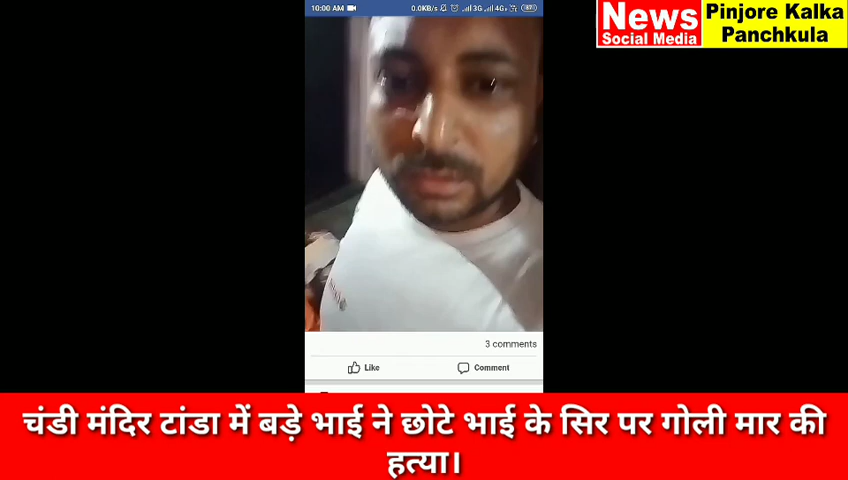 10:00 AM
0.0KB/s 3G 4G+
News
Social Media
Pinjore Kalka
Panchkula
3 comments
Like
Comment
चंडी मंदिर टांडा में बड़े भाई ने छोटे भाई के सिर पर गोली मार की
हत्या।